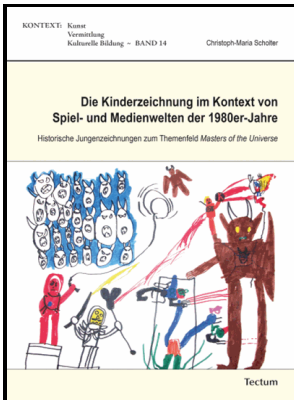 KONTEXT: Kunst
Vermittlung
Kulturelle Bildung – BAND 14
Christoph-Maria Scholter
Die Kinderzeichnung im Kontext von
Spiel- und Medienwelten der 1980er-Jahre
Historische Jungenzeichnungen zum Themenfeld Masters of the Universe
Tectum